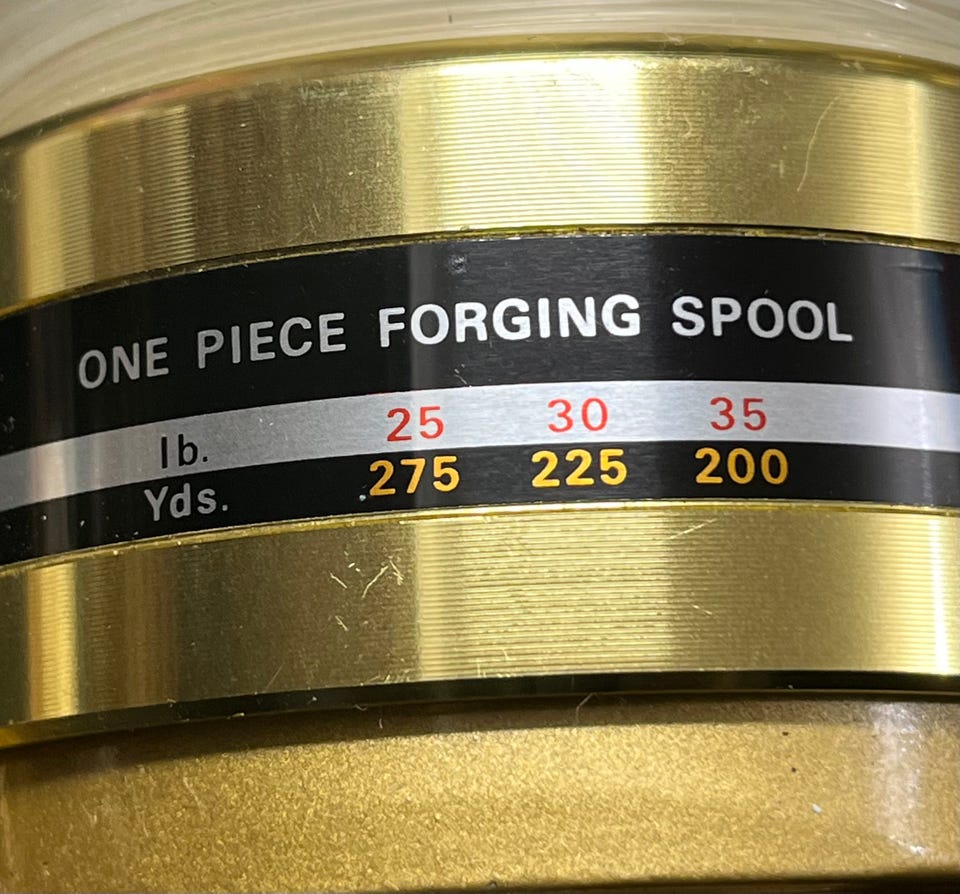 ONE PIECE FORGING SPOOL
lb. 25 30 35
Yds. 275 225 200